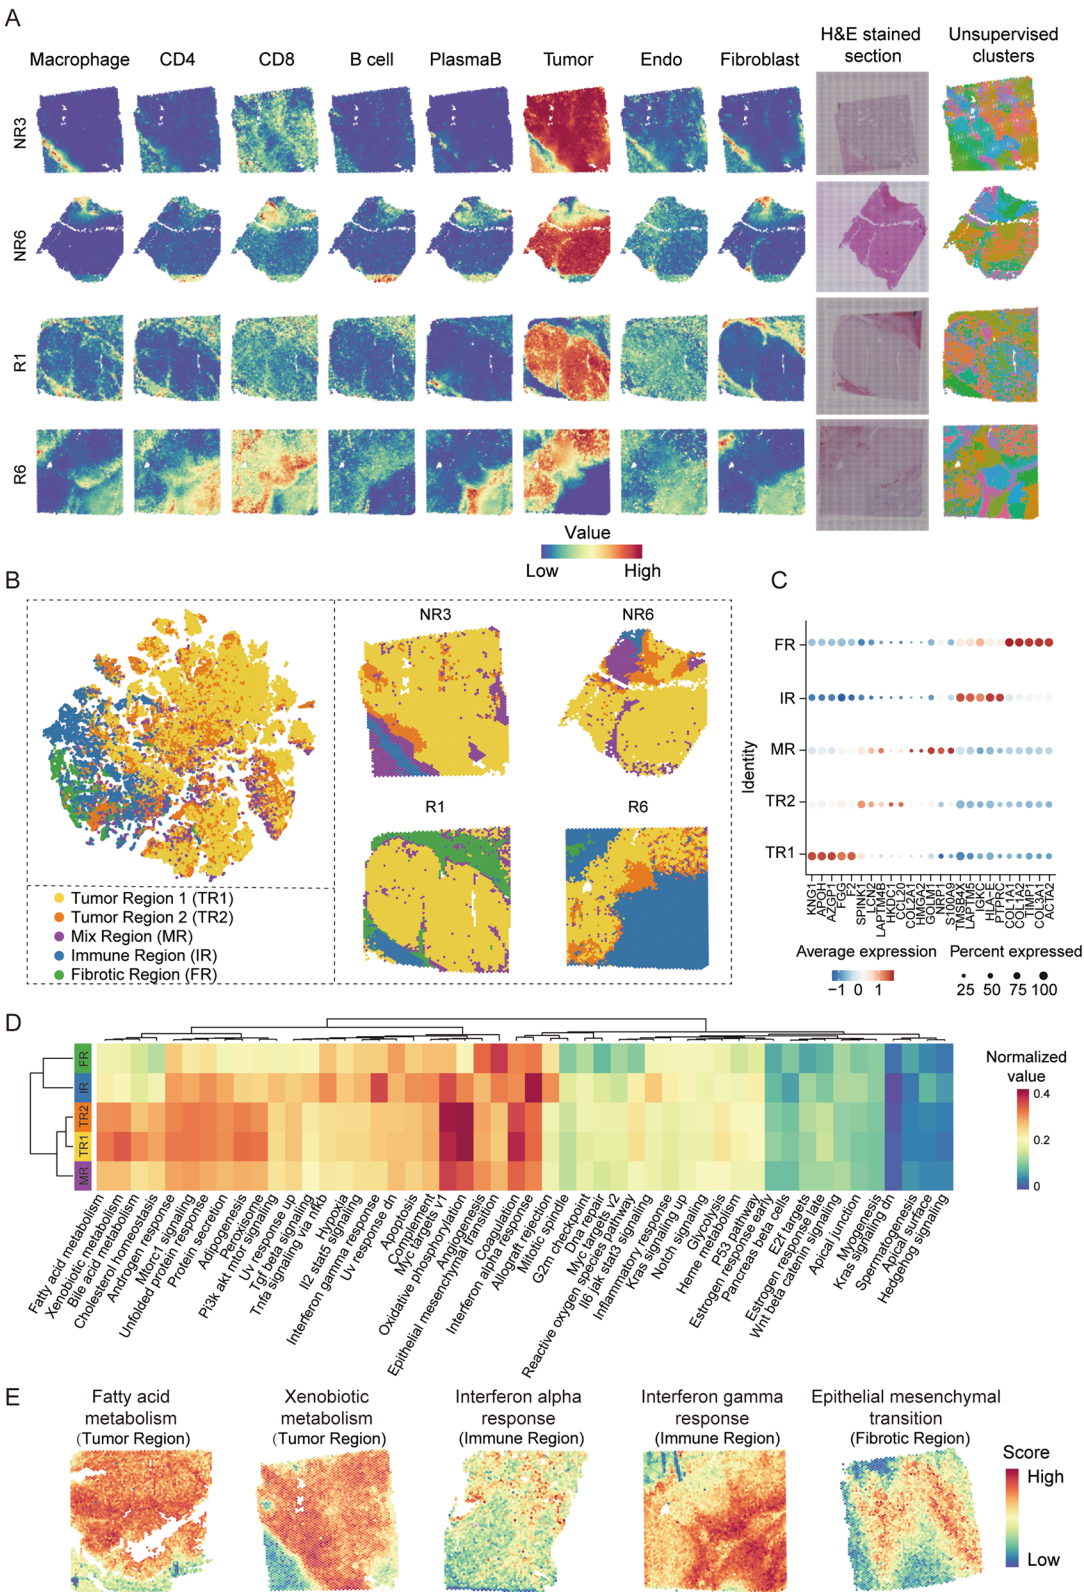 A
Macrophage CD4 CD8 B cell PlasmaB Tumor Endo Fibroblast H&E stained section Unsupervised clusters
NR3
NR6
R1
R6
Value
Low High
B
NR3 NR6
R1 R6
Tumor Region 1 (TR1)
Tumor Region 2 (TR2)
Mix Region (MR)
Immune Region (IR)
Fibrotic Region (FR)
C
Identity
FR
IR
MR
TR2
TR1
KNG1
APOH
AZGP1
FGG
F2
SPINK1
LCN2
LAPTM4B
HKDC1
CCL20
COL2A1
HMGA2
GOLM1
NRP1
S100A9
TMSB4X
LAPTM5
IGKC
HLA-E
PTPRC
COL1A1
COL1A2
TIMP1
COL3A1
ACTA2
Average expression Percent expressed
−1 0 1 25 50 75 100
D
FR
IR
TR2
TR1
MR
Normalized
value
0.4
0.2
0
Fatty acid metabolism
Xenobiotic metabolism
Bile acid metabolism
Cholesterol homeostasis
Androgen response
Mtorc1 signaling
Unfolded protein response
Protein secretion
Adipogenesis
Peroxisome
Pi3k akt mtor signaling
Uv response up
Tgf beta signaling
Tnfa signaling via nfkb
Hypoxia
Il2 stat5 signaling
Interferon gamma response
Uv response dn
Apoptosis
Complement
Myc targets v1
Oxidative phosphorylation
Angiogenesis
Epithelial mesenchymal transition
Coagulation
Interferon alpha response
Allograft rejection
Mitotic spindle
G2m checkpoint
Dna repair
Myc targets v2
Reactive oxygen species pathway
Il6 jak stat3 signaling
Inflammatory response
Kras signaling up
Notch signaling
Glycolysis
Heme metabolism
P53 pathway
Estrogen response early
Pancreas beta cells
E2f targets
Estrogen response late
Wnt beta catenin signaling
Apical junction
Myogenesis
Kras signaling dn
Spermatogenesis
Apical surface
Hedgehog signaling
E
Fatty acid
metabolism
(Tumor Region)
Xenobiotic
metabolism
(Tumor Region)
Interferon alpha
response
(Immune Region)
Interferon gamma
response
(Immune Region)
Epithelial mesenchymal
transition
(Fibrotic Region)
Score
High
Low